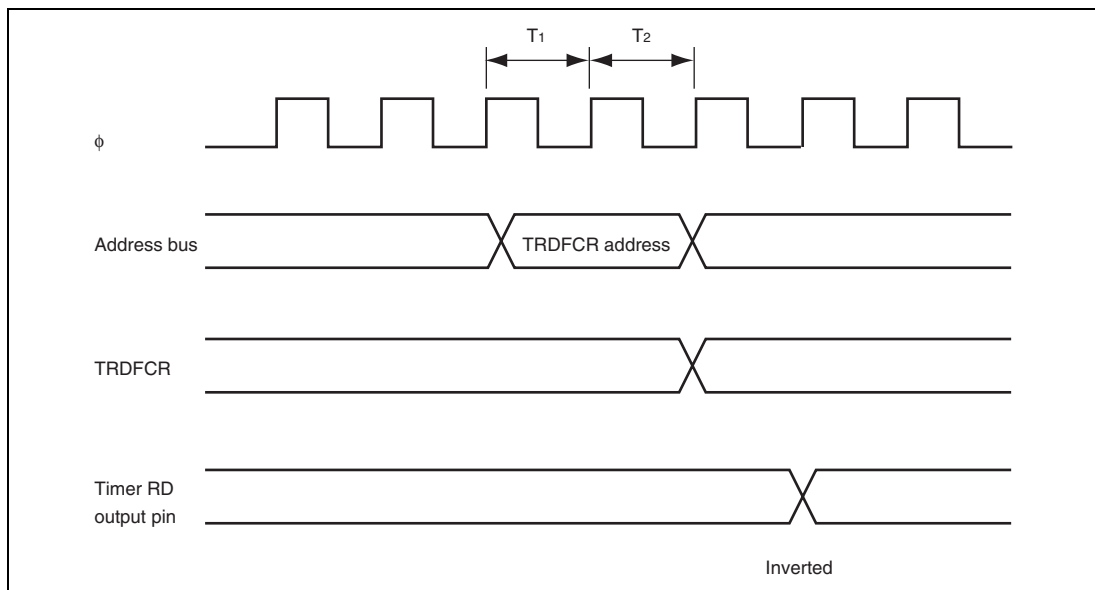 T1 T2
ϕ
Address bus
TRDFCR address
TRDFCR
Timer RD
output pin
Inverted